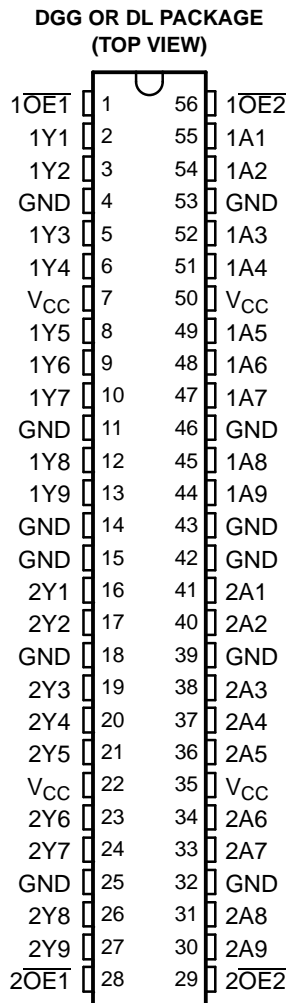 DGG OR DL PACKAGE
(TOP VIEW)
1OE1 1 56 1OE2
1Y1 2 55 1A1
1Y2 3 54 1A2
GND 4 53 GND
1Y3 5 52 1A3
1Y4 6 51 1A4
VCC 7 50 VCC
1Y5 8 49 1A5
1Y6 9 48 1A6
1Y7 10 47 1A7
GND 11 46 GND
1Y8 12 45 1A8
1Y9 13 44 1A9
GND 14 43 GND
GND 15 42 GND
2Y1 16 41 2A1
2Y2 17 40 2A2
GND 18 39 GND
2Y3 19 38 2A3
2Y4 20 37 2A4
2Y5 21 36 2A5
VCC 22 35 VCC
2Y6 23 34 2A6
2Y7 24 33 2A7
GND 25 32 GND
2Y8 26 31 2A8
2Y9 27 30 2A9
2OE1 28 29 2OE2